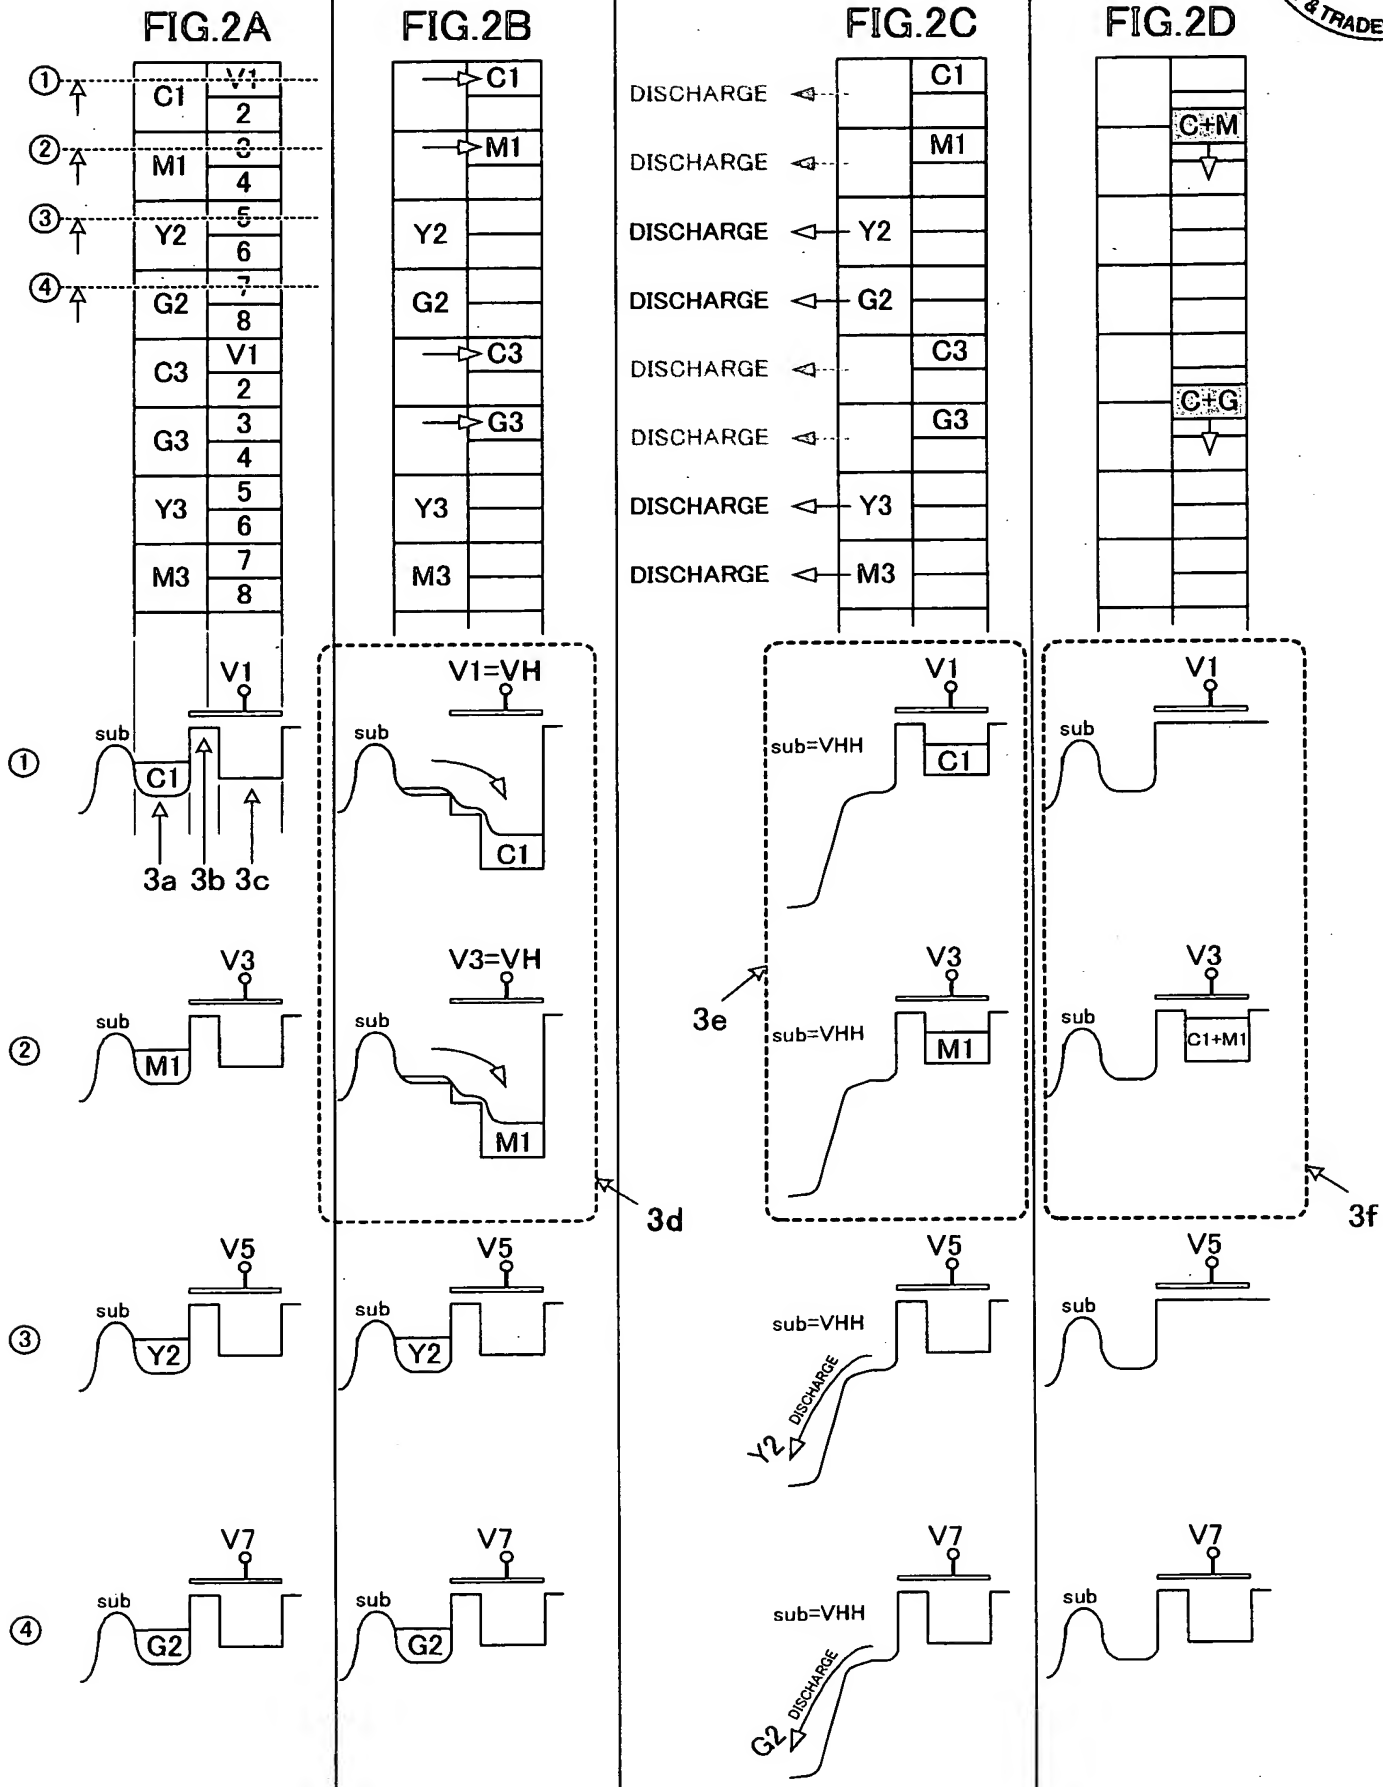 FIG.2A
FIG.2B
FIG.2C
FIG.2D
& TRADE
① C1 V1
2
② M1 3
4
③ Y2 5
6
④ G2 7
8
C3 V1
2
G3 3
4
Y3 5
6
M3 7
8
C1
M1
Y2
G2
C3
G3
Y3
M3
DISCHARGE C1
DISCHARGE M1
DISCHARGE Y2
DISCHARGE G2
DISCHARGE C3
DISCHARGE G3
DISCHARGE Y3
DISCHARGE M3
C+M
C+G
① V1
sub
C1
3a 3b 3c
V1=VH
sub
C1
V1
sub=VHH
C1
V1
sub
② V3
sub
M1
V3=VH
sub
M1
3d
V3
sub=VHH
M1
3e
V3
sub
C1+M1
3f
③ V5
sub
Y2
V5
sub
Y2
V5
sub=VHH
DISCHARGE
Y2
V5
sub
④ V7
sub
G2
V7
sub
G2
V7
sub=VHH
DISCHARGE
G2
V7
sub